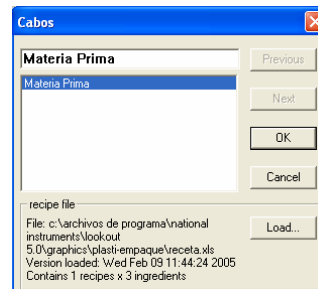 Cabos
Materia Prima
Previous
Materia Prima
Next
OK
Cancel
recipe file
File: c:\archivos de programa\national
instruments\lookout
5.0\graphics\plasti-empaque\receta.xls
Version loaded: Wed Feb 09 11:44:24 2005
Contains 1 recipes x 3 ingredients
Load...